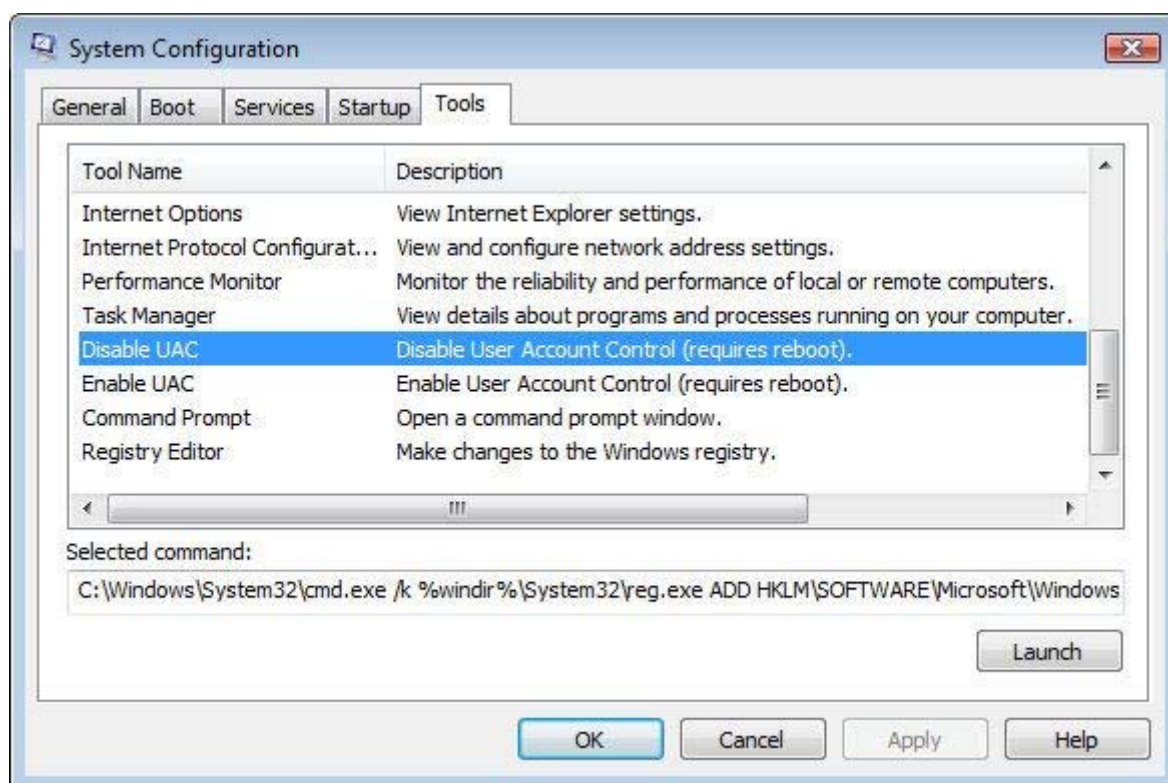 System Configuration
General Boot Services Startup Tools
Tool Name Description
Internet Options View Internet Explorer settings.
Internet Protocol Configurat... View and configure network address settings.
Performance Monitor Monitor the reliability and performance of local or remote computers.
Task Manager View details about programs and processes running on your computer.
Disable UAC Disable User Account Control (requires reboot).
Enable UAC Enable User Account Control (requires reboot).
Command Prompt Open a command prompt window.
Registry Editor Make changes to the Windows registry.
Selected command:
C:\Windows\System32\cmd.exe /k %windir%\System32\reg.exe ADD HKLM\SOFTWARE\Microsoft\Windows
Launch
OK Cancel Apply Help